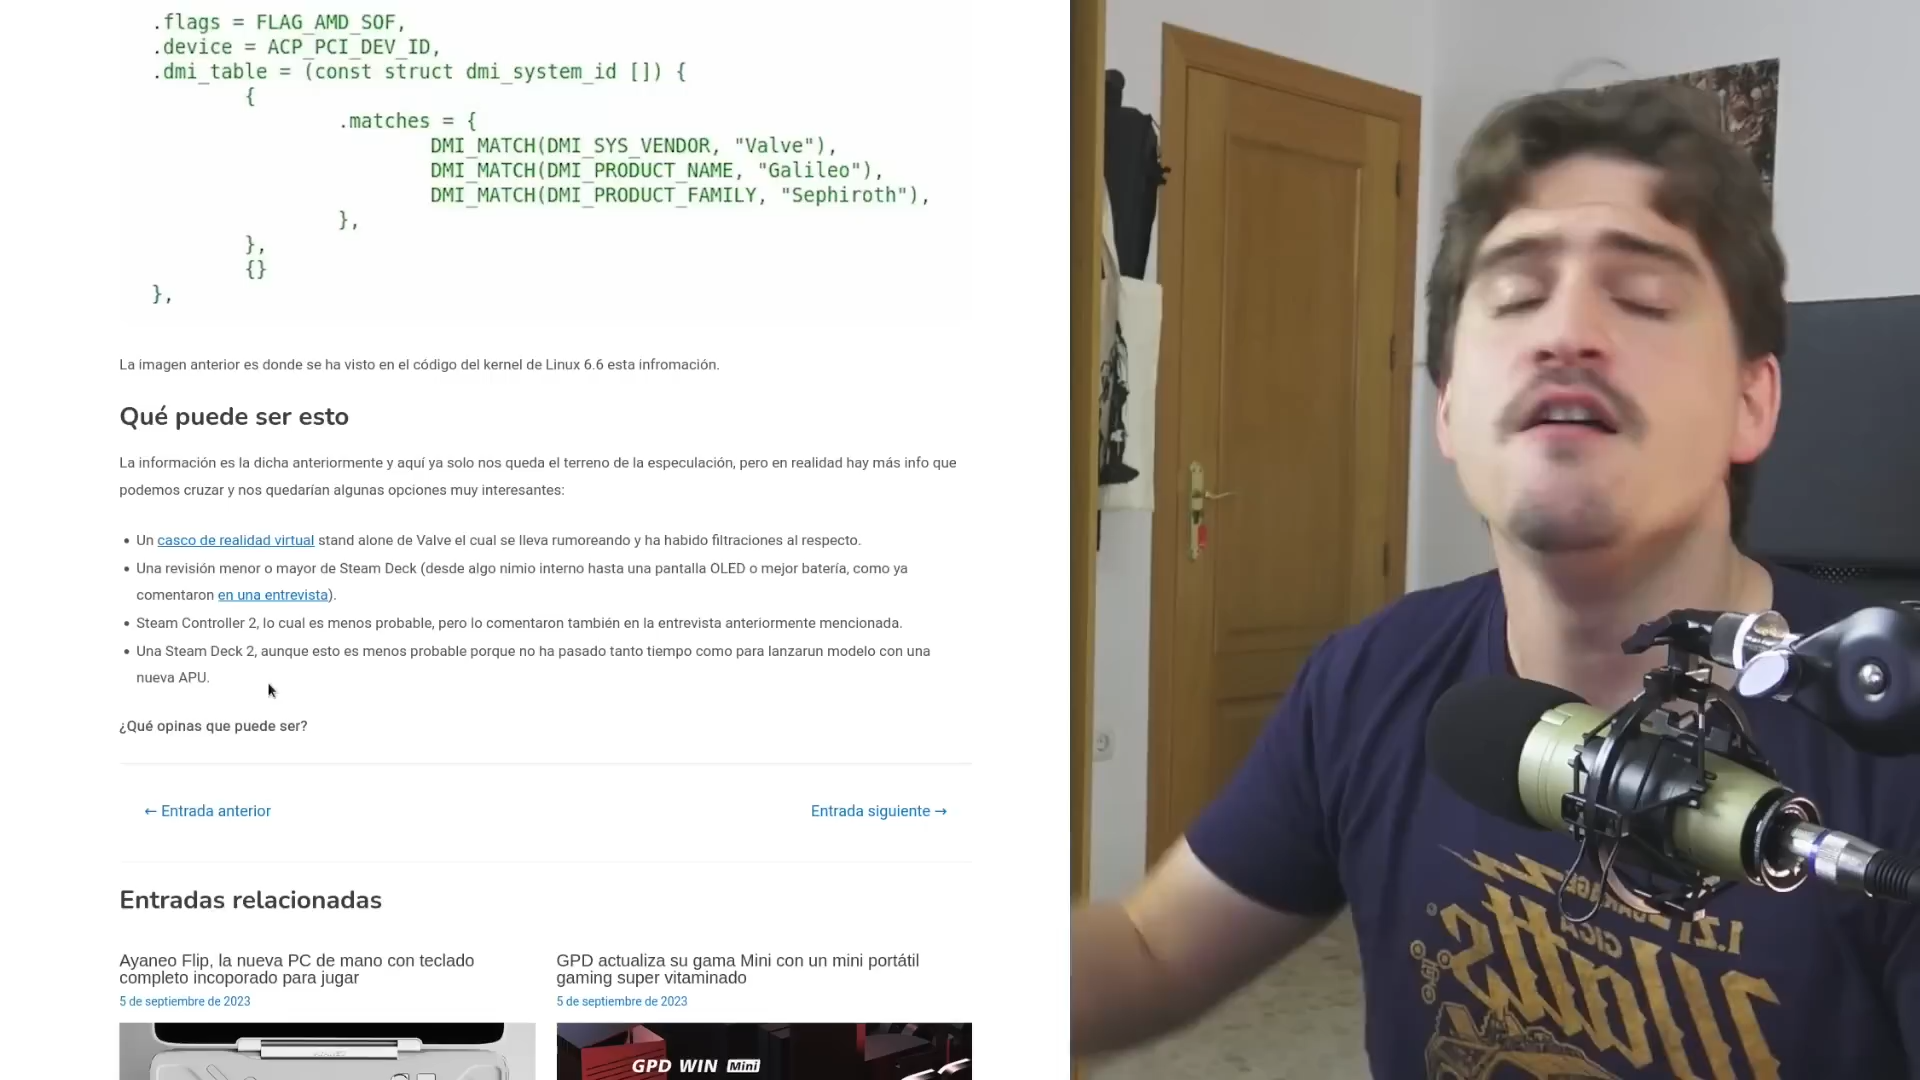 .flags = FLAG_AMD_SOF,
.device = ACP_PCI_DEV_ID,
.dmi_table = (const struct dmi_system_id []) {
{
.matches = {
DMI_MATCH(DMI_SYS_VENDOR, "Valve"),
DMI_MATCH(DMI_PRODUCT_NAME, "Galileo"),
DMI_MATCH(DMI_PRODUCT_FAMILY, "Sephiroth"),
},
},
{}
},
La imagen anterior es donde se ha visto en el código del kernel de Linux 6.6 esta infromación.
Qué puede ser esto
La información es la dicha anteriormente y aquí ya solo nos queda el terreno de la especulación, pero en realidad hay más info que
podemos cruzar y nos quedarían algunas opciones muy interesantes:
• Un casco de realidad virtual stand alone de Valve el cual se lleva rumoreando y ha habido filtraciones al respecto.
• Una revisión menor o mayor de Steam Deck (desde algo nimio interno hasta una pantalla OLED o mejor batería, como ya
comentaron en una entrevista).
• Steam Controller 2, lo cual es menos probable, pero lo comentaron también en la entrevista anteriormente mencionada.
• Una Steam Deck 2, aunque esto es menos probable porque no ha pasado tanto tiempo como para lanzarun modelo con una
nueva APU.
¿Qué opinas que puede ser?
← Entrada anterior
Entrada siguiente →
Entradas relacionadas
Ayaneo Flip, la nueva PC de mano con teclado
completo incoporado para jugar
5 de septiembre de 2023
GPD actualiza su gama Mini con un mini portátil
gaming super vitaminado
5 de septiembre de 2023
GPD WIN Mini
1.21
GIGA
Watts